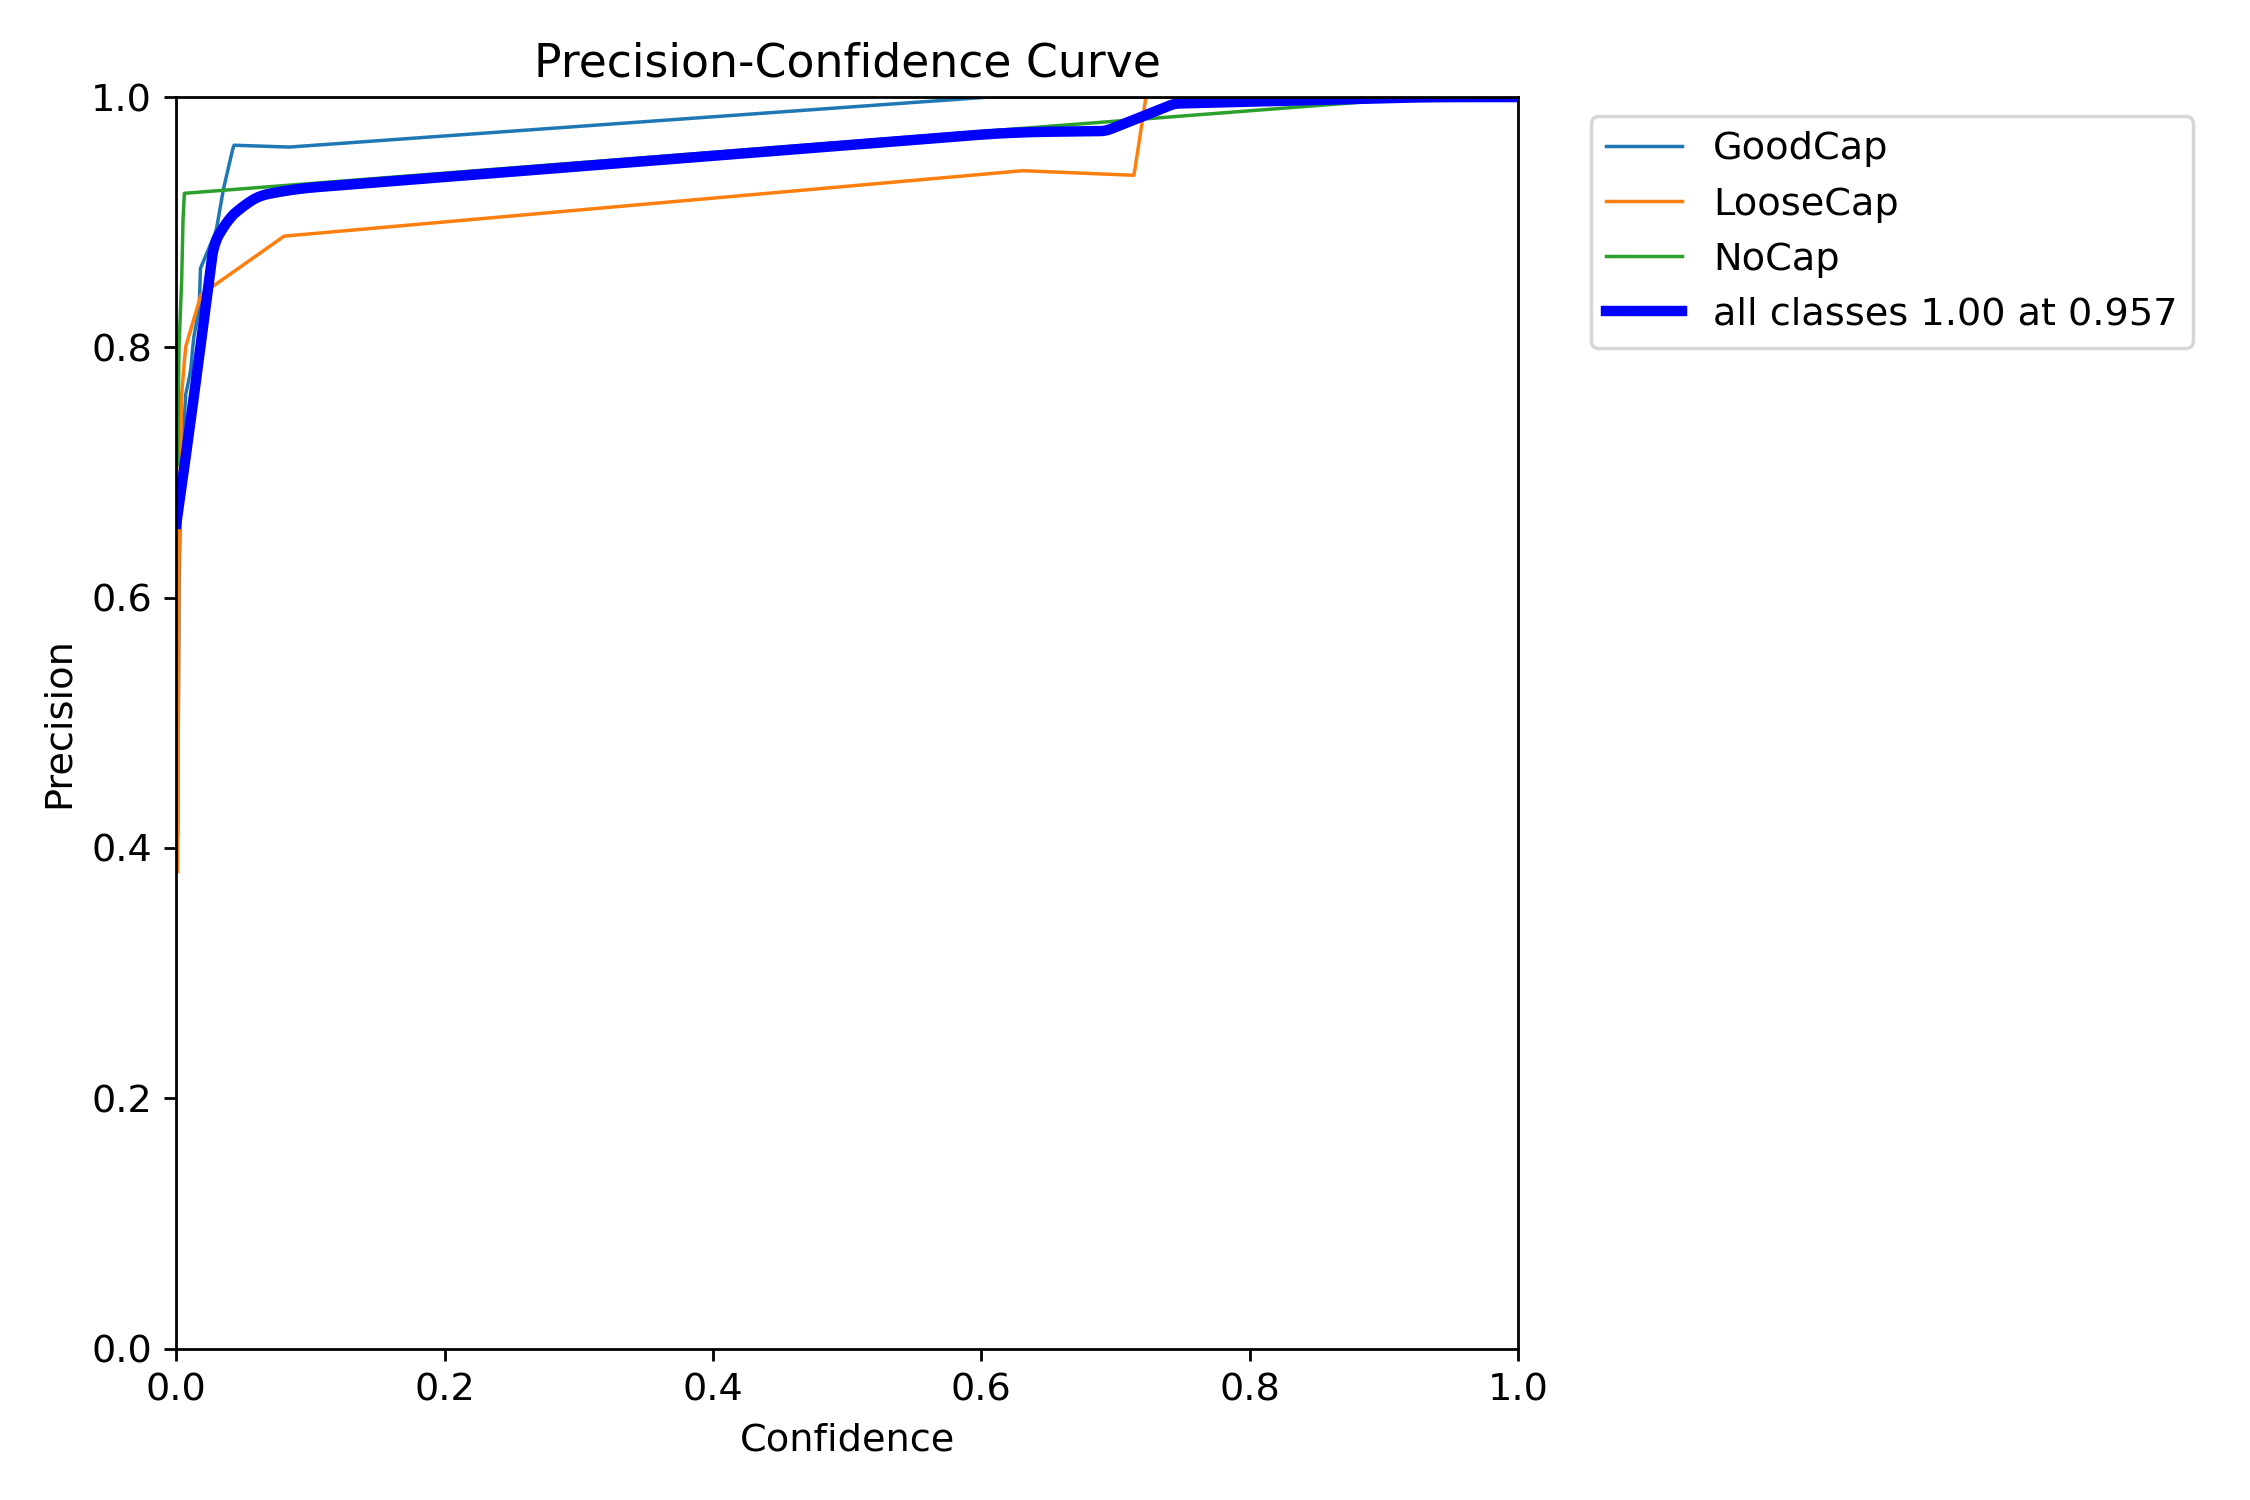 Precision-Confidence Curve
1.0
0.8
0.6
0.4
0.2
0.0
Precision
0.0 0.2 0.4 0.6 0.8 1.0
Confidence
GoodCap
LooseCap
NoCap
all classes 1.00 at 0.957